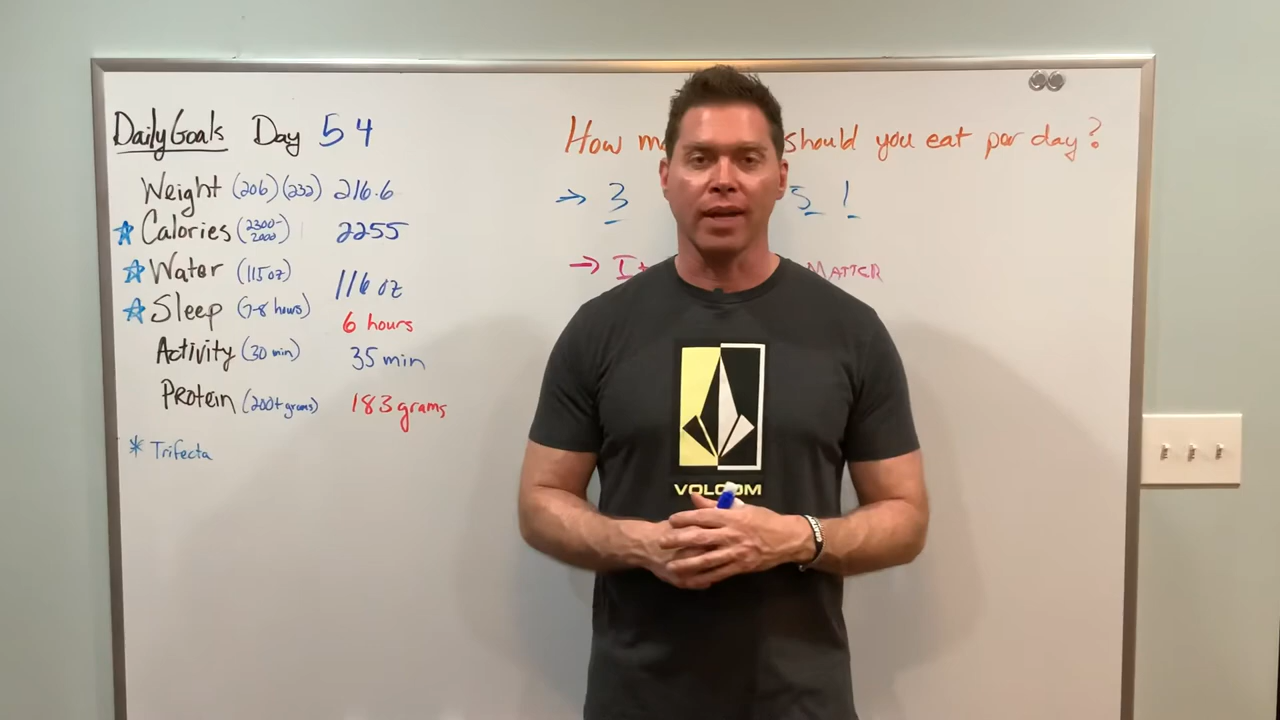 Daily Goals Day 54
Weight (206) (232) 216.6
Calories (2300-2000) 2255
Water (115oz) 116 oz
Sleep (7-8 hours) 6 hours
Activity (30 min) 35 min
Protein (200+ grams) 183 grams
* Trifecta
How should you eat per day?
→ 3 5 1
→ MATTER
VOLCOM